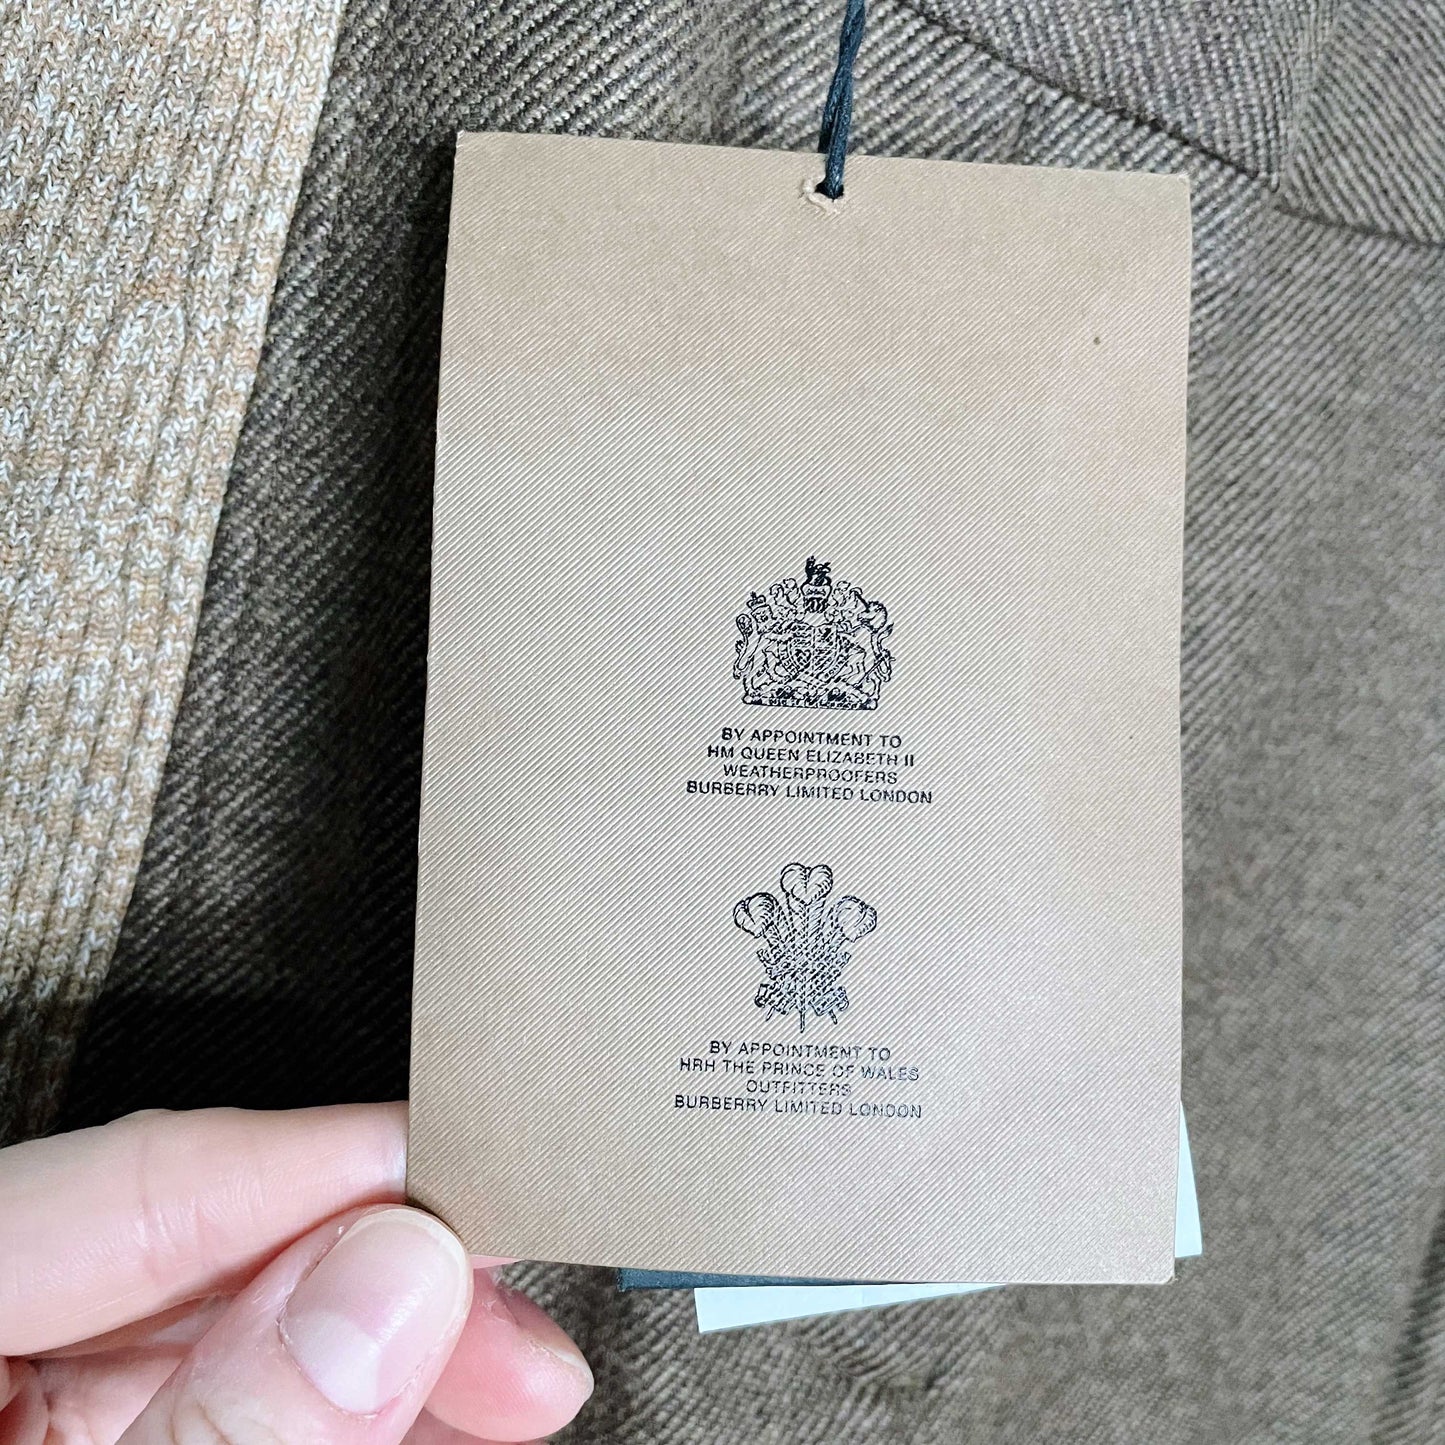 BY APPOINTMENT TO
HM QUEEN ELIZABETH II
WEATHERPROOFERS
BURBERRY LIMITED LONDON
BY APPOINTMENT TO
HRH THE PRINCE OF WALES
OUTFITTERS
BURBERRY LIMITED LONDON